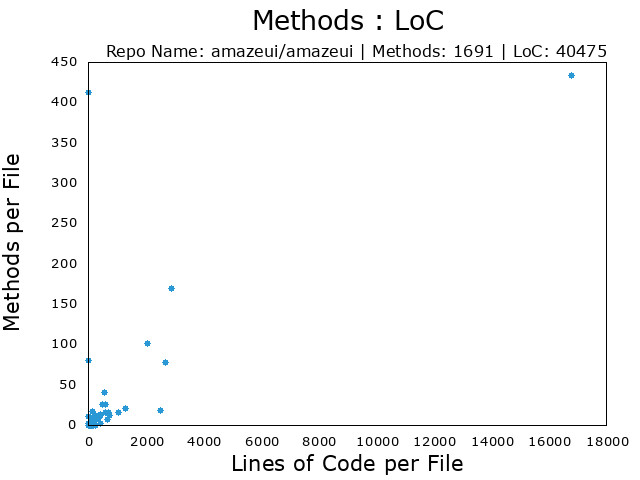 Methods : LoC
Repo Name: amazeui/amazeui | Methods: 1691 | LoC: 40475
450
400
350
300
250
200
150
100
50
0
Methods per File
0 2000 4000 6000 8000 10000 12000 14000 16000 18000
Lines of Code per File